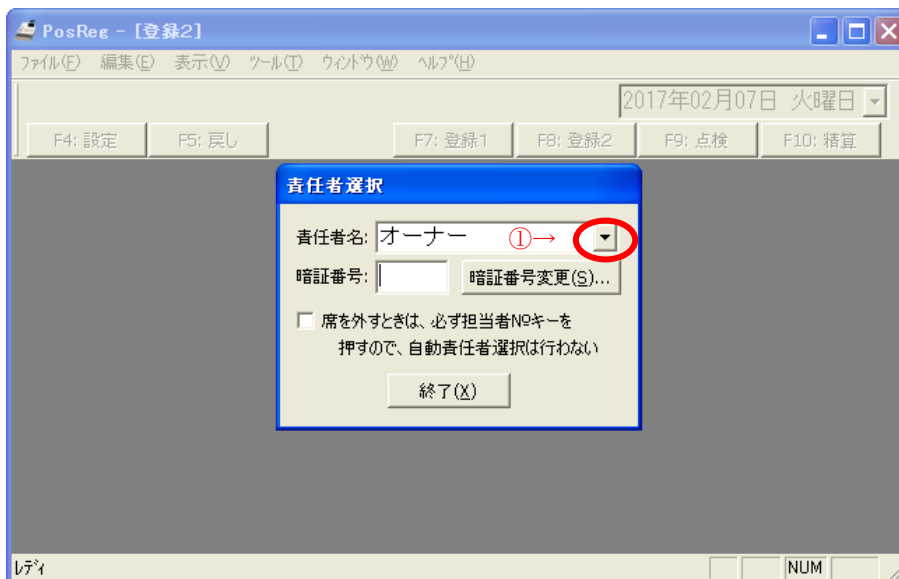 PosReg - [登録2]
ファイル(F) 編集(E) 表示(V) ツール(T) ウィンドウ(W) ヘルプ(H)
2017年02月07日 火曜日
F4: 設定 F5: 戻し F7: 登録1 F8: 登録2 F9: 点検 F10: 精算
責任者選択
責任者名: オーナー ①→
暗証番号: 暗証番号変更(S)...
席を外すときは、必ず担当者Noキーを
押すので、自動責任者選択は行わない
終了(X)
レディ NUM